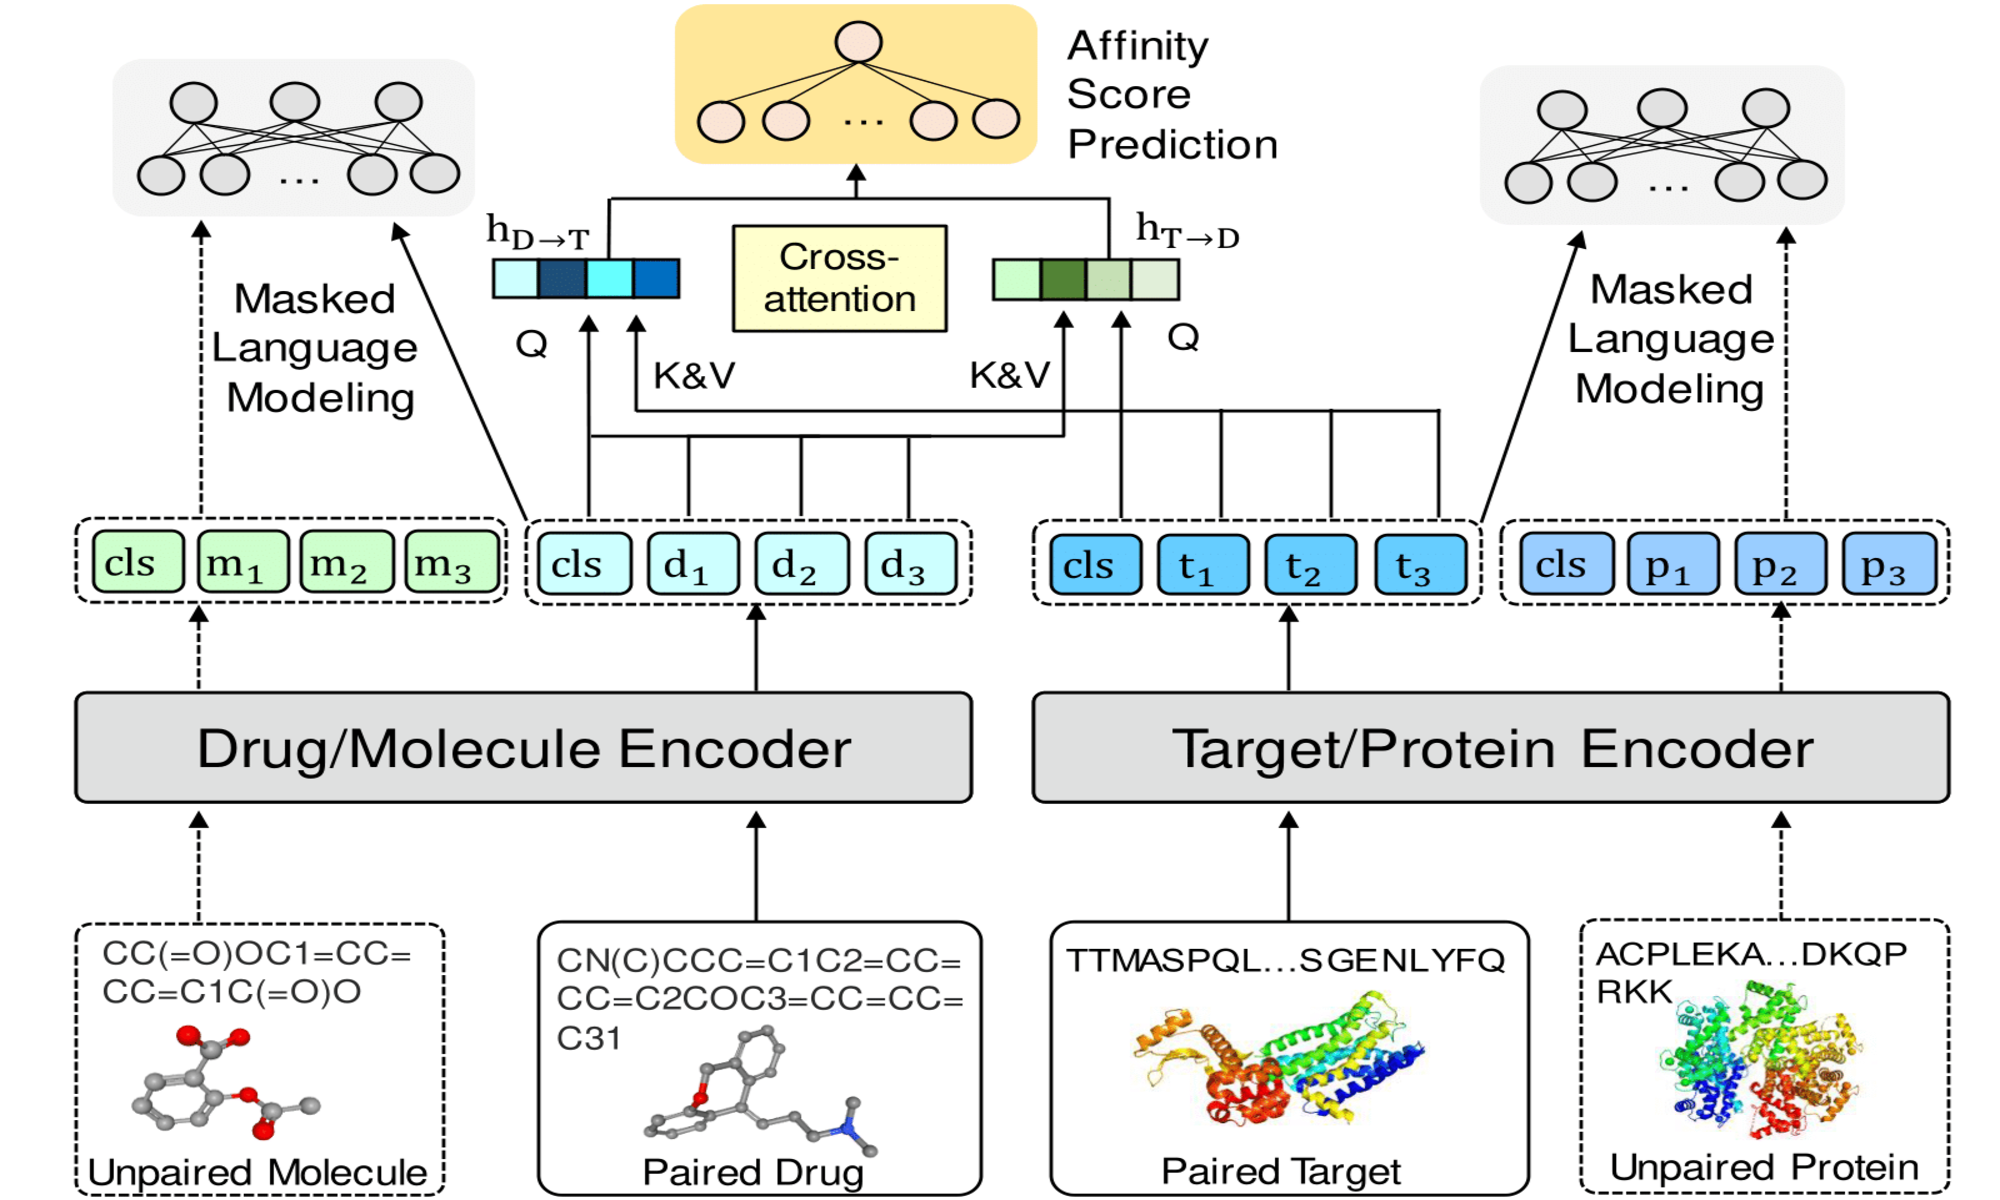 Affinity
Score
Prediction
h_{D→T}
Cross-
attention
h_{T→D}
Masked
Language
Modeling
Q
K&V
K&V
Q
Masked
Language
Modeling
cls m_1 m_2 m_3
cls d_1 d_2 d_3
cls t_1 t_2 t_3
cls p_1 p_2 p_3
Drug/Molecule Encoder
Target/Protein Encoder
CC(=O)OC1=CC=
CC=C1C(=O)O
Unpaired Molecule
CN(C)CCC=C1C2=CC=
CC=C2COC3=CC=CC=
C31
Paired Drug
TTMASPQL...SGENLYFQ
Paired Target
ACPLEKA...DKQP
RKK
Unpaired Protein